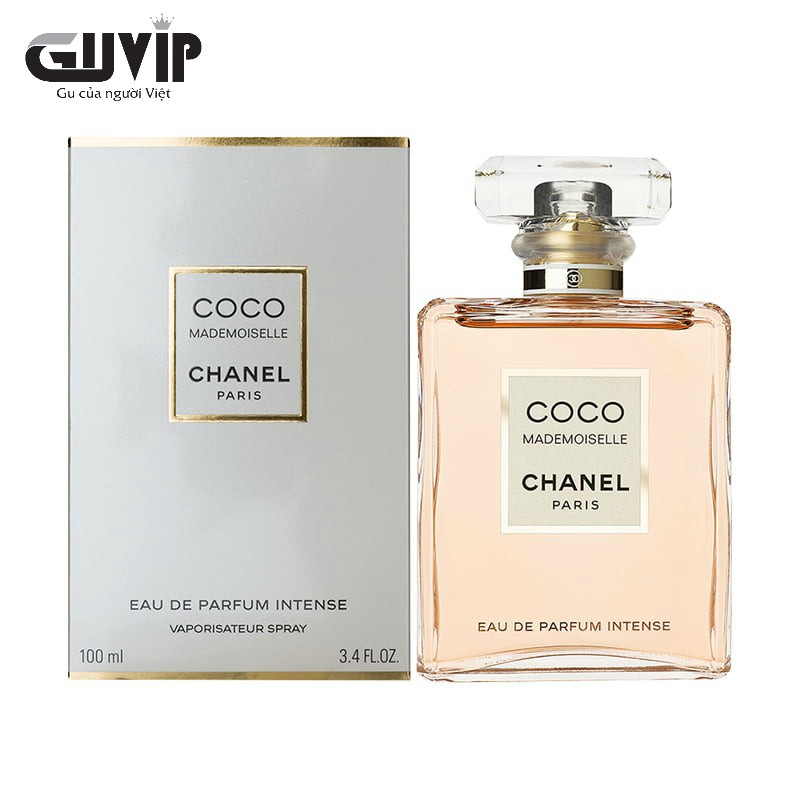 GUVIP
Gu của người Việt
COCO
MADEMOISELLE
CHANEL
PARIS
EAU DE PARFUM INTENSE
VAPORISATEUR SPRAY
100 ml
3.4 FL.OZ.
COCO
MADEMOISELLE
CHANEL
PARIS
EAU DE PARFUM INTENSE